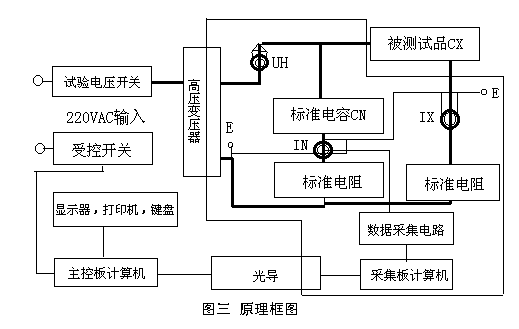 被测试品CX
UH
试验电压开关
高压变压器
E
标准电容CN
220VAC输入
IX
E
受控开关
IN
标准电阻
标准电阻
显示器，打印机，键盘
数据采集电路
主控板计算机
光导
采集板计算机
图三 原理框图